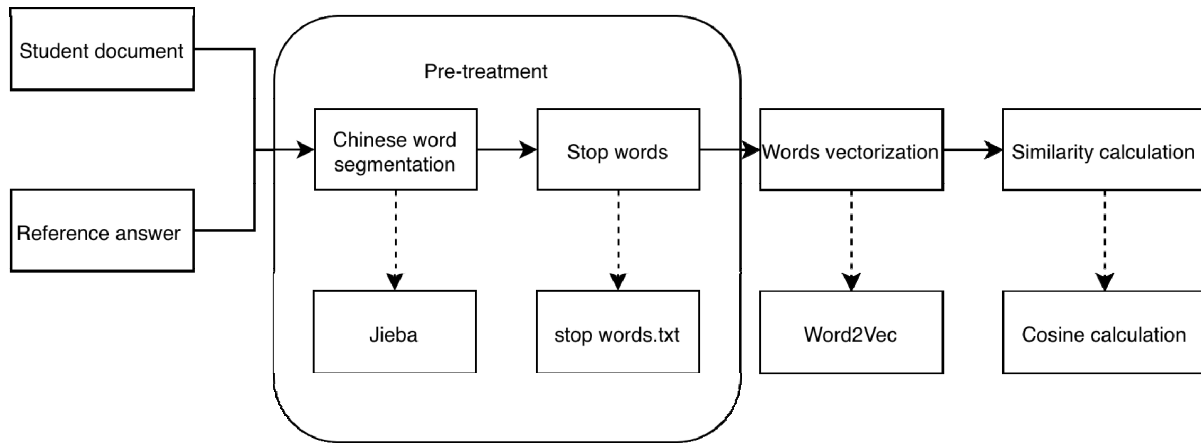 Student document
Pre-treatment
Chinese word
segmentation
Stop words
Words vectorization
Similarity calculation
Reference answer
Jieba
stop words.txt
Word2Vec
Cosine calculation